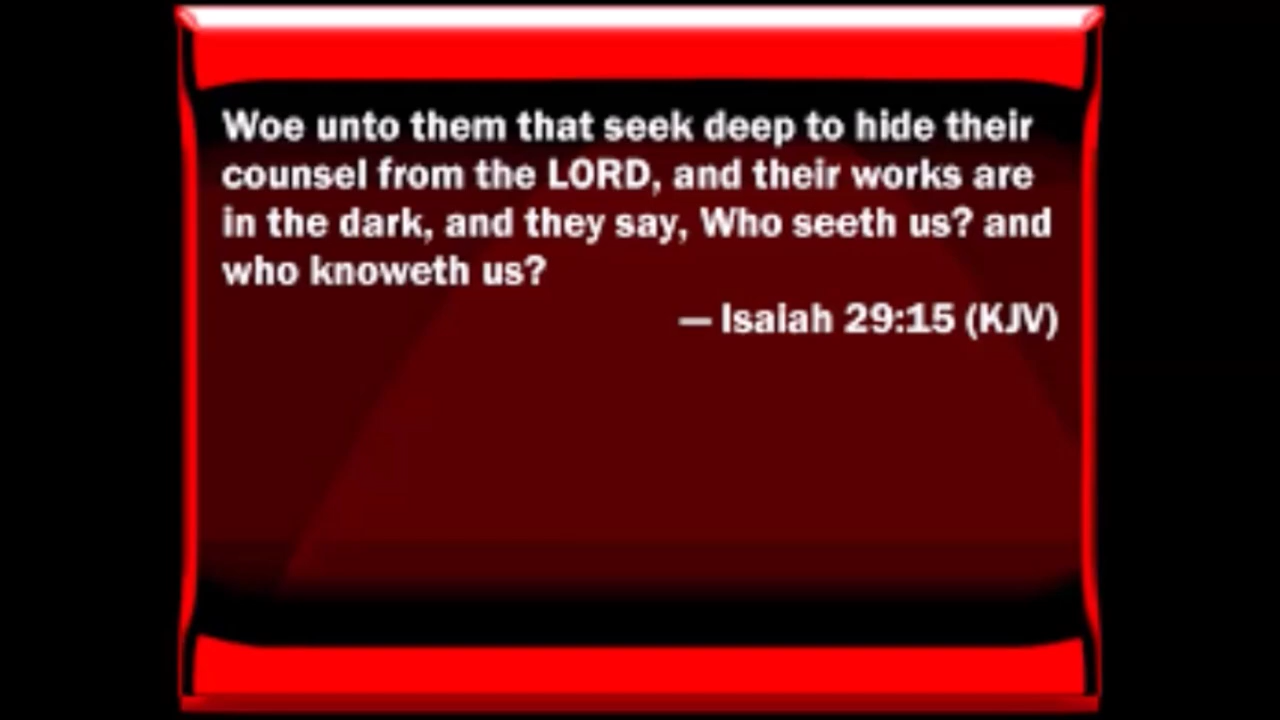 Woe unto them that seek deep to hide their
counsel from the LORD, and their works are
in the dark, and they say, Who seeth us? and
who knoweth us?
— Isaiah 29:15 (KJV)